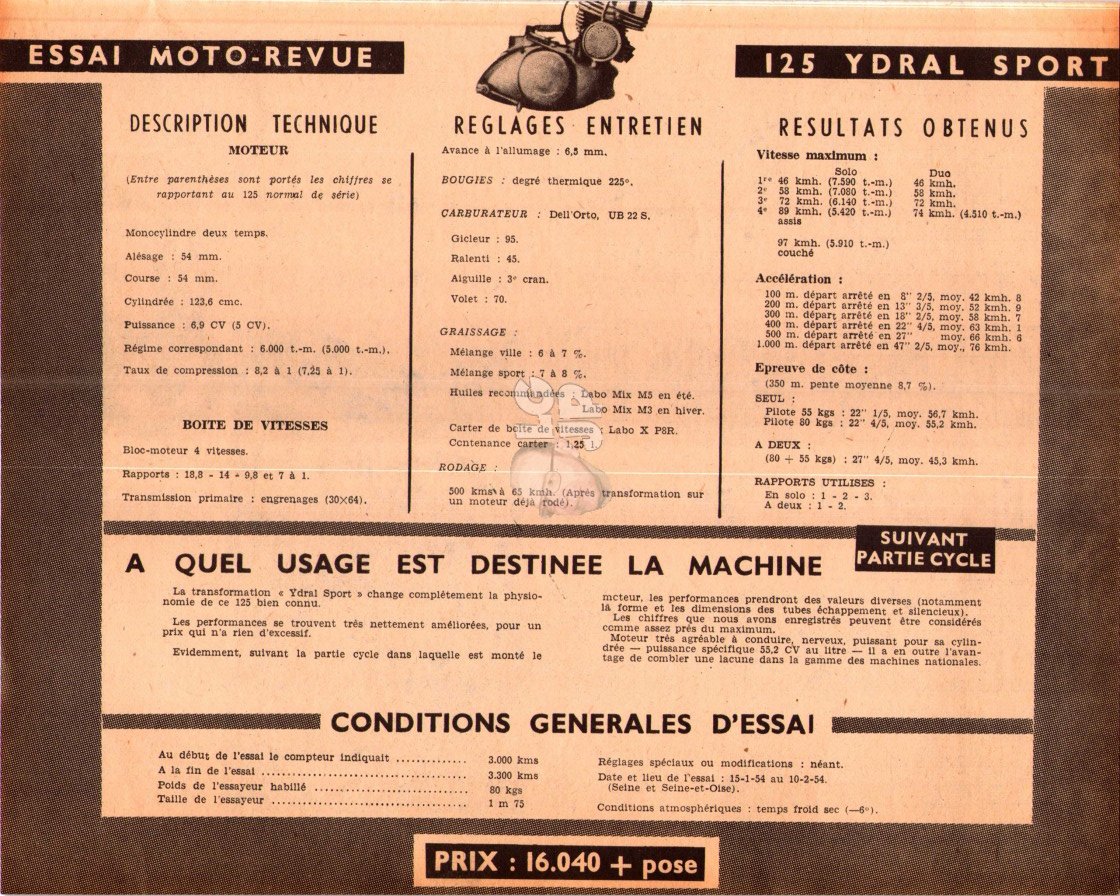 ESSAI MOTO-REVUE
125 YDRAL SPORT
DESCRIPTION TECHNIQUE
MOTEUR
(Entre parenthèses sont portés les chiffres se
rapportant au 125 normal de série)
Monocylindre deux temps.
Alésage : 54 mm.
Course : 54 mm.
Cylindrée : 123,6 cmc.
Puissance : 6,9 CV (5 CV).
Régime correspondant : 6.000 t.-m. (5.000 t.-m.).
Taux de compression : 8,2 à 1 (7,25 à 1).
BOITE DE VITESSES
Bloc-moteur 4 vitesses.
Rapports : 18,8 - 14 - 9,8 et 7 à 1.
Transmission primaire : engrenages (30×64).
REGLAGES ENTRETIEN
Avance à l'allumage : 6,5 mm.
BOUGIES : degré thermique 225°.
CARBURATEUR : Dell'Orto, UB 22 S.
Gicleur : 95.
Ralenti : 45.
Aiguille : 3e cran.
Volet : 70.
GRAISSAGE :
Mélange ville : 6 à 7 %.
Mélange sport : 7 à 8 %.
Huiles recommandées : Labo Mix M5 en été.
Labo Mix M3 en hiver.
Carter de boîte de vitesses : Labo X P8R.
Contenance carter : 1,25 l.
RODAGE :
500 kms à 65 kmh. (Après transformation sur
un moteur déjà rodé).
RESULTATS OBTENUS
Vitesse maximum :
Solo Duo
1re 46 kmh. (7.590 t.-m.) 46 kmh.
2e 58 kmh. (7.080 t.-m.) 58 kmh.
3e 72 kmh. (6.140 t.-m.) 72 kmh.
4e 89 kmh. (5.420 t.-m.) 74 kmh. (4.510 t.-m.)
assis
97 kmh. (5.910 t.-m.)
couché
Accélération :
100 m. départ arrêté en 8" 2/5, moy. 42 kmh. 8
200 m. départ arrêté en 13" 3/5, moy. 52 kmh. 9
300 m. départ arrêté en 18" 2/5, moy. 58 kmh. 7
400 m. départ arrêté en 22" 4/5, moy. 63 kmh. 1
500 m. départ arrêté en 27" moy. 66 kmh. 6
1.000 m. départ arrêté en 47" 2/5, moy., 76 kmh.
Epreuve de côte :
(350 m. pente moyenne 8,7 %).
SEUL :
Pilote 55 kgs : 22" 1/5, moy. 56,7 kmh.
Pilote 80 kgs : 22" 4/5, moy. 55,2 kmh.
A DEUX :
(80 + 55 kgs) : 27" 4/5, moy. 45,3 kmh.
RAPPORTS UTILISES :
En solo : 1 - 2 - 3.
A deux : 1 - 2.
SUIVANT
PARTIE CYCLE
A QUEL USAGE EST DESTINEE LA MACHINE
La transformation « Ydral Sport » change complétement la physio-
nomie de ce 125 bien connu.
Les performances se trouvent très nettement améliorées, pour un
prix qui n'a rien d'excessif.
Evidemment, suivant la partie cycle dans laquelle est monté le
moteur, les performances prendront des valeurs diverses (notamment
là forme et les dimensions des tubes échappement et silencieux).
Les chiffres que nous avons enregistrés peuvent être considérés
comme assez près du maximum.
Moteur très agréable à conduire, nerveux, puissant pour sa cylin-
drée — puissance spécifique 55,2 CV au litre — il a en outre l'avan-
tage de combler une lacune dans la gamme des machines nationales.
CONDITIONS GENERALES D'ESSAI
Au début de l'essai le compteur indiquait ............. 3.000 kms
A la fin de l'essai ...................................... 3.300 kms
Poids de l'essayeur habillé ............................ 80 kgs
Taille de l'essayeur .................................... 1 m 75
Réglages spéciaux ou modifications : néant.
Date et lieu de l'essai : 15-1-54 au 10-2-54.
(Seine et Seine-et-Oise).
Conditions atmosphériques : temps froid sec (—6°).
PRIX : 16.040 + pose